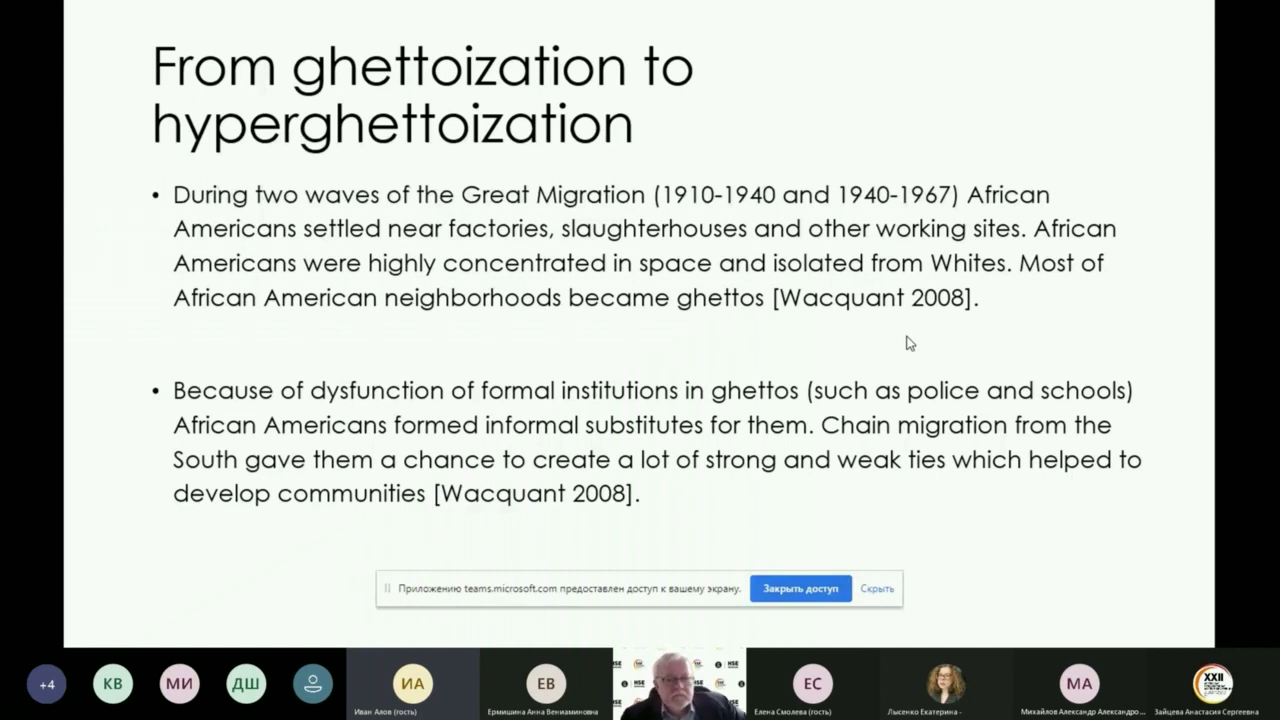 From ghettoization to
hyperghettoization
• During two waves of the Great Migration (1910-1940 and 1940-1967) African
Americans settled near factories, slaughterhouses and other working sites. African
Americans were highly concentrated in space and isolated from Whites. Most of
African American neighborhoods became ghettos [Wacquant 2008].
• Because of dysfunction of formal institutions in ghettos (such as police and schools)
African Americans formed informal substitutes for them. Chain migration from the
South gave them a chance to create a lot of strong and weak ties which helped to
develop communities [Wacquant 2008].
Приложению teams.microsoft.com предоставлен доступ к вашему экрану. Закрыть доступ Скрыть
+4 КВ МИ ДШ ИА ЕВ ЕС МА XXII
Иван Алов (гость) Ермишина Анна Вениаминовна Елена Смолева (гость) Лысенко Екатерина - Михайлов Александр Александро... Зайцева Анастасия Сергеевна
HSE